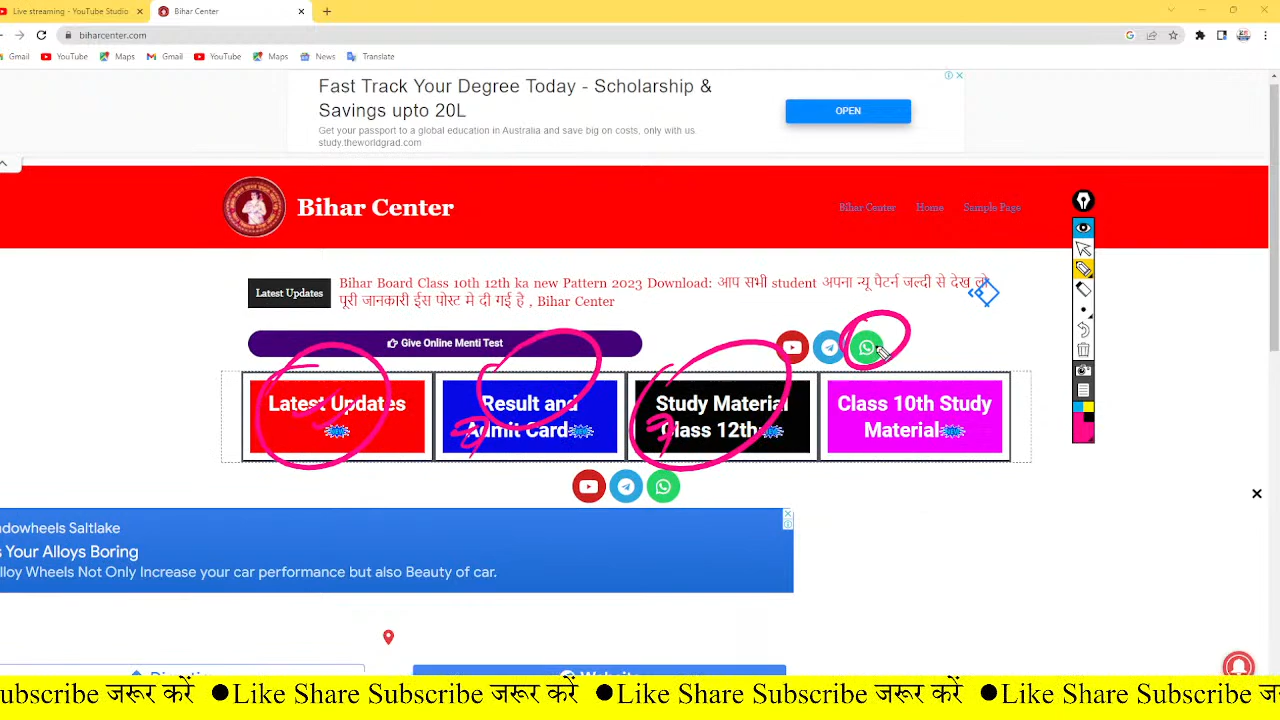 Live streaming - YouTube Studio
Bihar Center
biharcenter.com
Gmail YouTube Maps Gmail YouTube Maps News Translate
Fast Track Your Degree Today - Scholarship &
Savings upto 20L
Get your passport to a global education in Australia and save big on costs, only with us.
study.theworldgrad.com
OPEN
Bihar Center
Bihar Center Home Sample Page
Latest Updates
Bihar Board Class 10th 12th ka new Pattern 2023 Download: आप सभी student अपना न्यू पैटर्न जल्दी से देख लो
पूरी जानकारी ईस पोस्ट मे दी गई हे , Bihar Center
Give Online Menti Test
Latest Updates
Result and
Admit Card
Study Material
Class 12th
Class 10th Study
Material
ndowheels Saltlake
s Your Alloys Boring
lloy Wheels Not Only Increase your car performance but also Beauty of car.
Website
ubscribe जरूर करें ●Like Share Subscribe जरूर करें ●Like Share Subscribe जरूर करें ●Like Share Subscribe